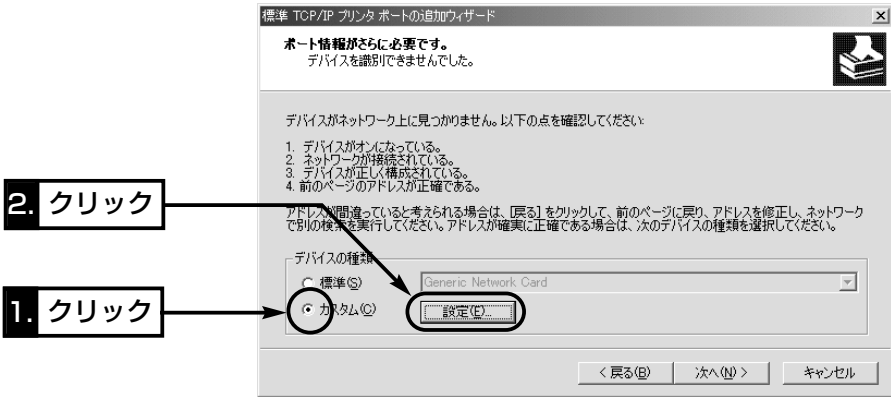 標準 TCP/IP プリンタ ポートの追加ウィザード
ポート情報がさらに必要です。
デバイスを識別できませんでした。
デバイスがネットワーク上に見つかりません。以下の点を確認してください:
1. デバイスがオンになっている。
2. ネットワークが接続されている。
3. デバイスが正しく構成されている。
4. 前のページのアドレスが正確である。
アドレスが間違っていると考えられる場合は、[戻る] をクリックして、前のページに戻り、アドレスを修正し、ネットワーク
で別の検索を実行してください。アドレスが確実に正確である場合は、次のデバイスの種類を選択してください。
デバイスの種類
標準(S)
Generic Network Card
カスタム(C)
設定(E)...
< 戻る(B)
次へ(N) >
キャンセル
2. クリック
1. クリック